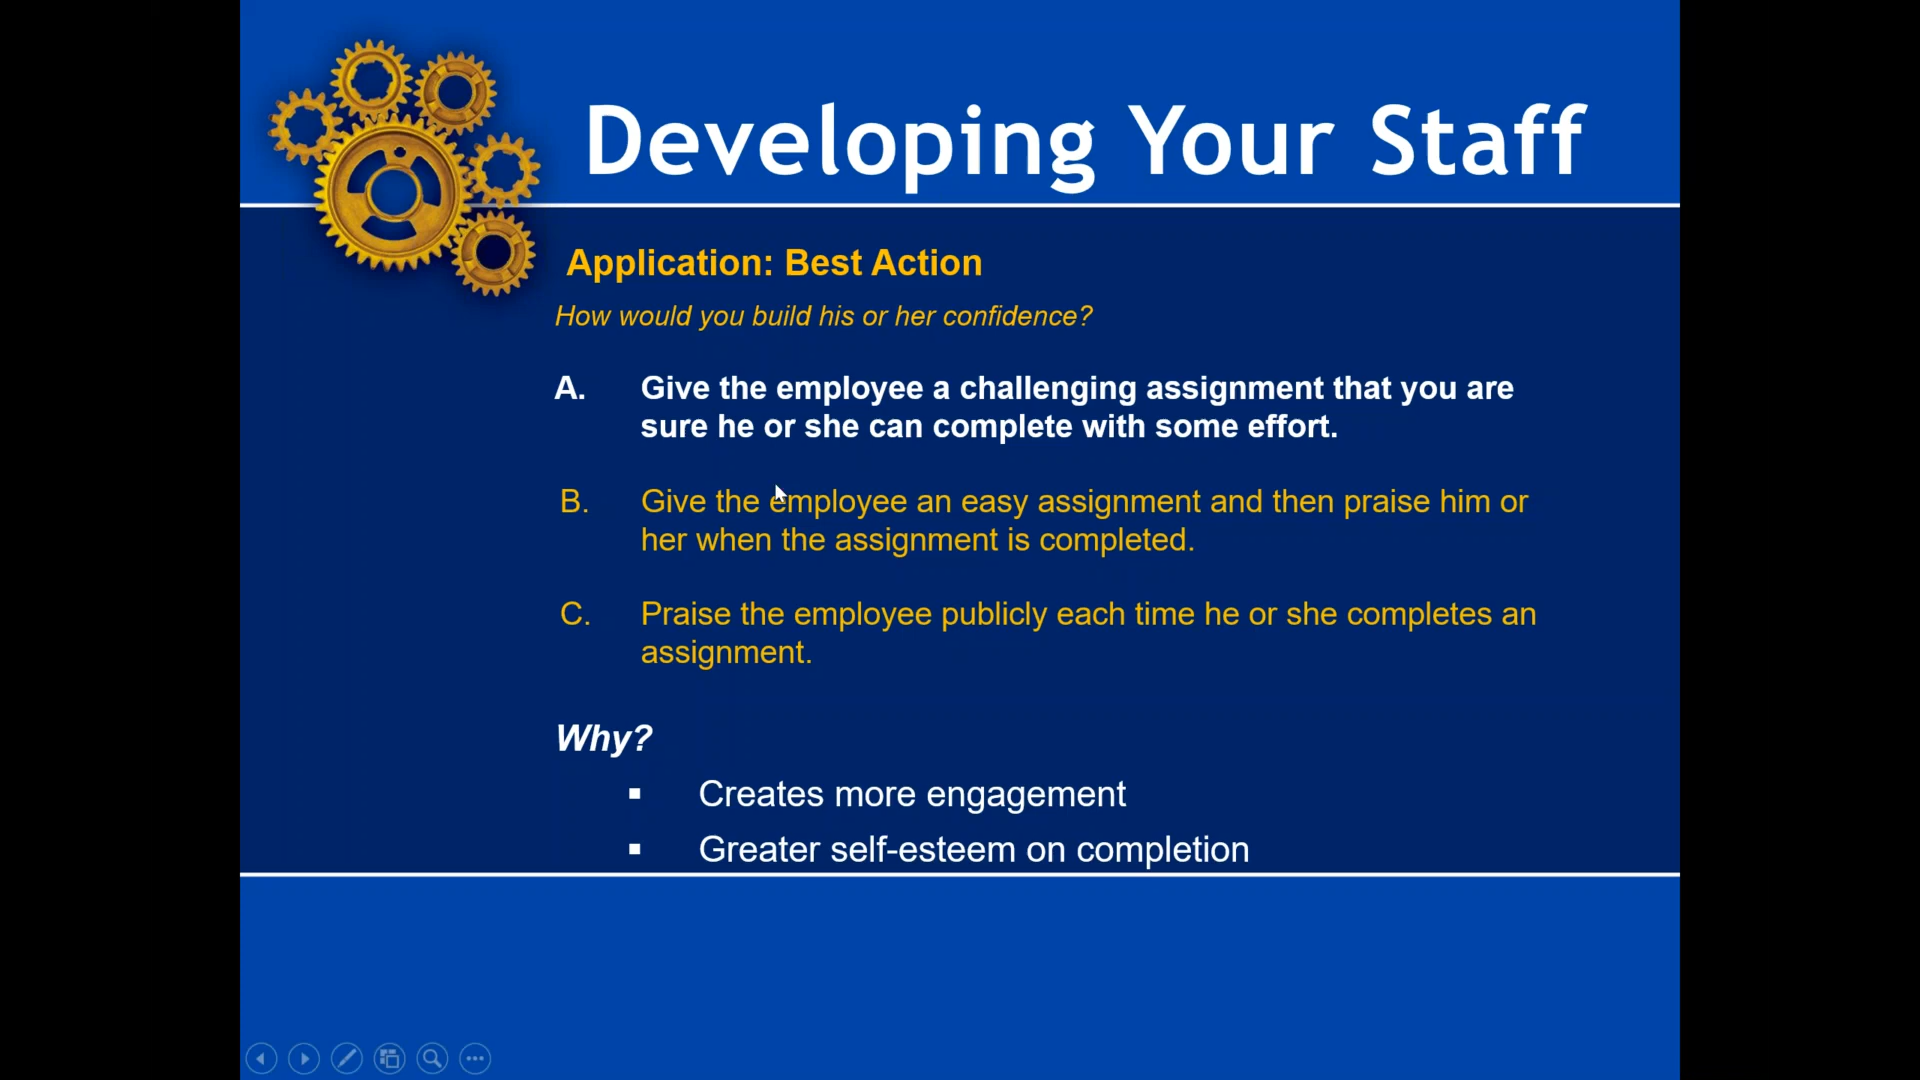 Developing Your Staff
Application: Best Action
How would you build his or her confidence?
A. Give the employee a challenging assignment that you are
sure he or she can complete with some effort.
B. Give the employee an easy assignment and then praise him or
her when the assignment is completed.
C. Praise the employee publicly each time he or she completes an
assignment.
Why?
▪ Creates more engagement
▪ Greater self-esteem on completion